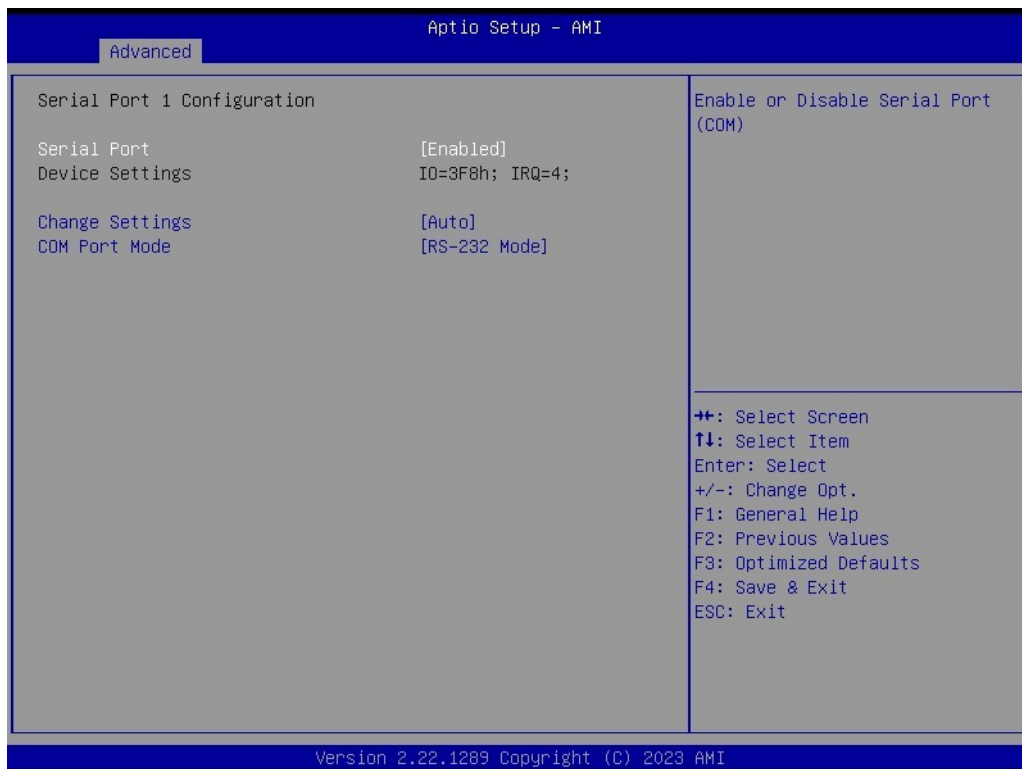 Aptio Setup – AMI
Advanced
Serial Port 1 Configuration
Serial Port [Enabled]
Device Settings IO=3F8h; IRQ=4;
Change Settings [Auto]
COM Port Mode [RS-232 Mode]
Enable or Disable Serial Port
(COM)
→←: Select Screen
↑↓: Select Item
Enter: Select
+/-: Change Opt.
F1: General Help
F2: Previous Values
F3: Optimized Defaults
F4: Save & Exit
ESC: Exit
Version 2.22.1289 Copyright (C) 2023 AMI